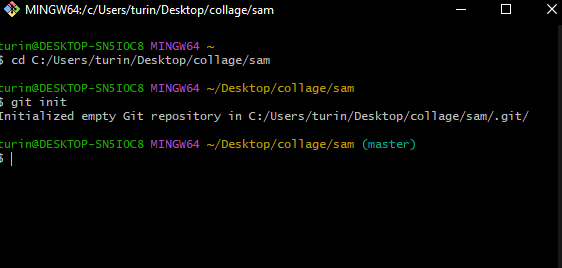 MINGW64:/c/Users/turin/Desktop/collage/sam
turin@DESKTOP-SN5IOC8 MINGW64 ~
$ cd C:/Users/turin/Desktop/collage/sam
turin@DESKTOP-SN5IOC8 MINGW64 ~/Desktop/collage/sam
$ git init
Initialized empty Git repository in C:/Users/turin/Desktop/collage/sam/.git/
turin@DESKTOP-SN5IOC8 MINGW64 ~/Desktop/collage/sam (master)
$